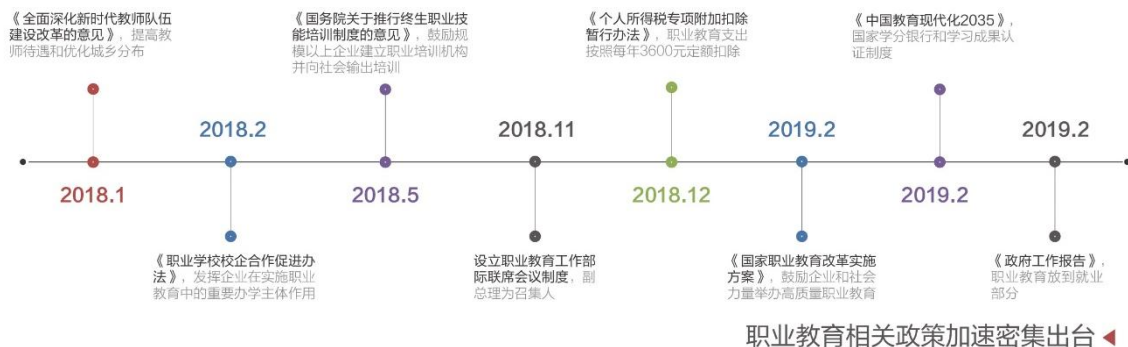 《全面深化新时代教师队伍
建设改革的意见》，提高教
师待遇和优化城乡分布
《国务院关于推行终生职业技
能培训制度的意见》，鼓励规
模以上企业建立职业培训机构
并向社会输出培训
《个人所得税专项附加扣除
暂行办法》，职业教育支出
按照每年3600元定额扣除
《中国教育现代化2035》，
国家学分银行和学习成果认
证制度
2018.2
2018.11
2019.2
2019.2
2018.1
2018.5
2018.12
2019.2
《职业学校校企合作促进办
法》，发挥企业在实施职业
教育中的重要办学主体作用
设立职业教育工作部
际联席会议制度，副
总理为召集人
《国家职业教育改革实施
方案》，鼓励企业和社会
力量举办高质量职业教育
《政府工作报告》，
职业教育放到就业
部分
职业教育相关政策加速密集出台